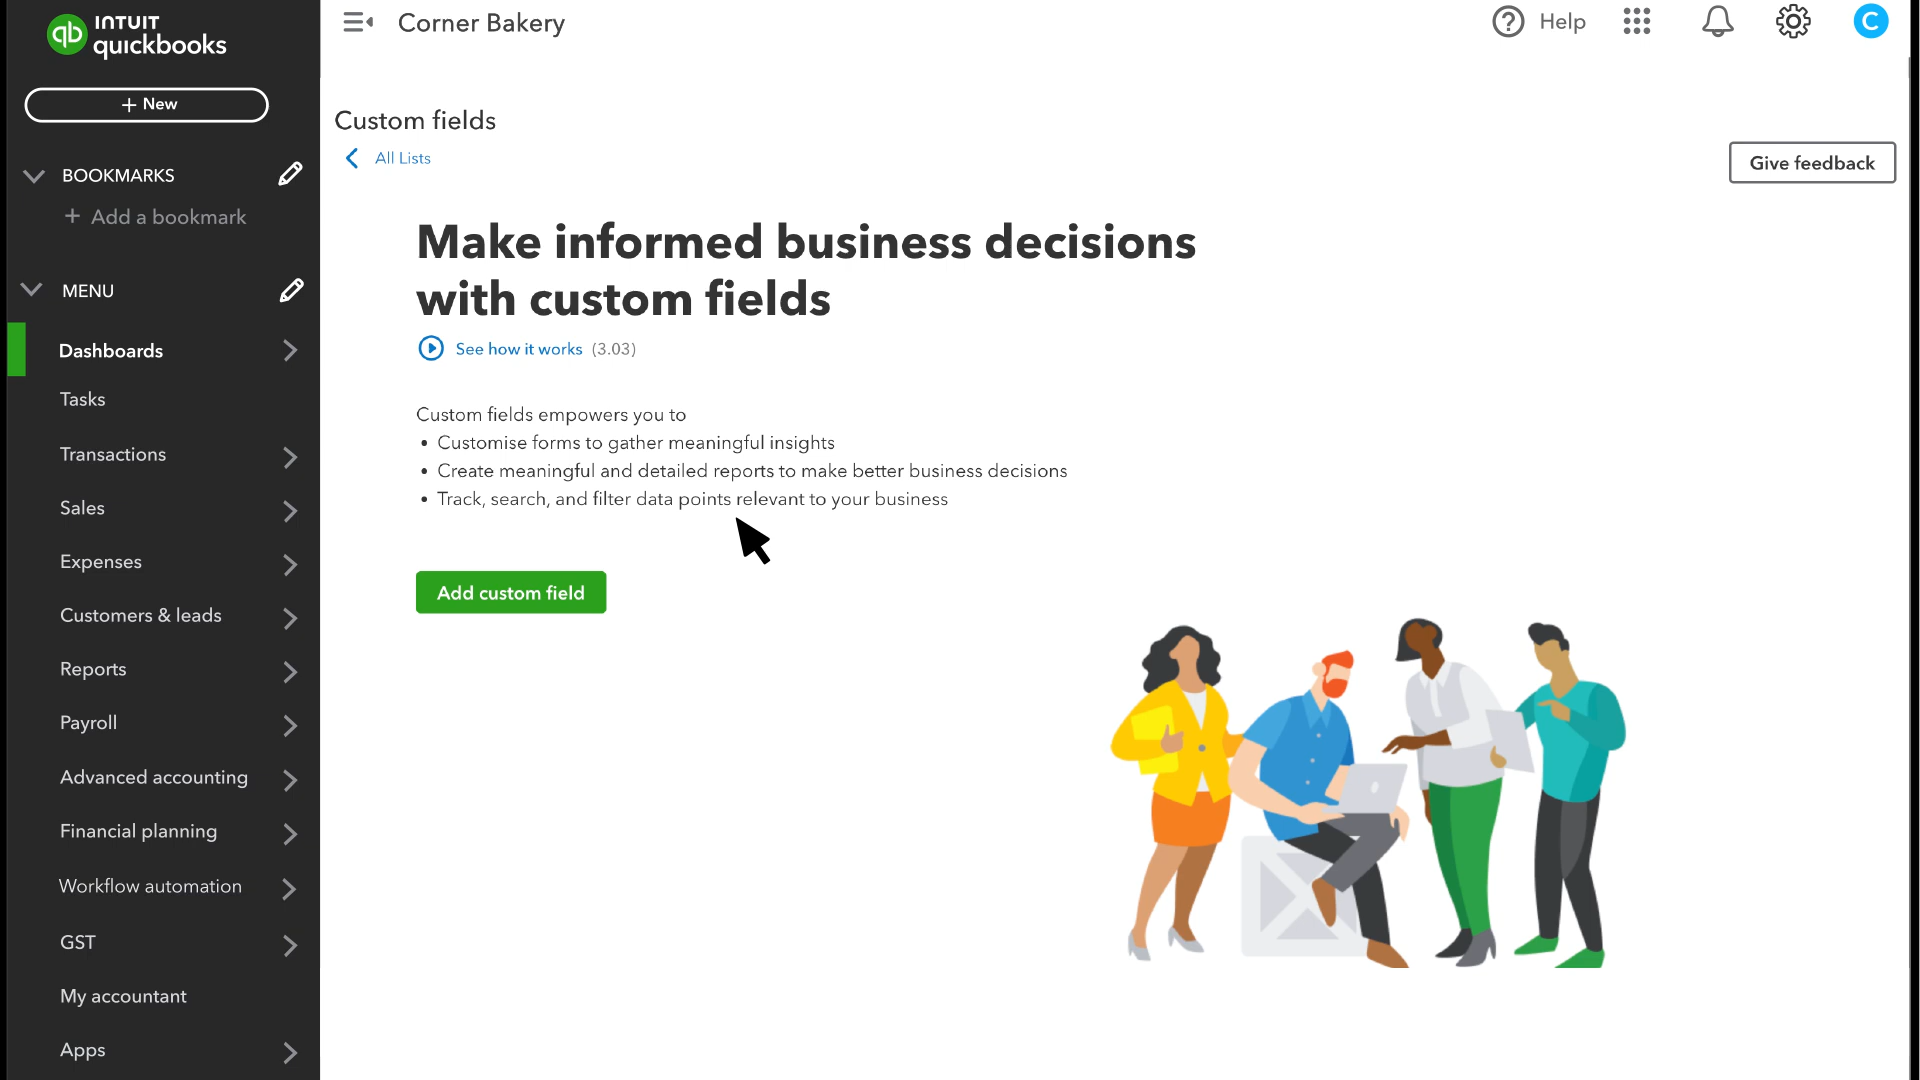 INTUIT
quickbooks
+ New
BOOKMARKS
+ Add a bookmark
MENU
Dashboards
Tasks
Transactions
Sales
Expenses
Customers & leads
Reports
Payroll
Advanced accounting
Financial planning
Workflow automation
GST
My accountant
Apps
Corner Bakery
Help
C
Custom fields
All Lists
Give feedback
Make informed business decisions
with custom fields
See how it works (3.03)
Custom fields empowers you to
• Customise forms to gather meaningful insights
• Create meaningful and detailed reports to make better business decisions
• Track, search, and filter data points relevant to your business
Add custom field